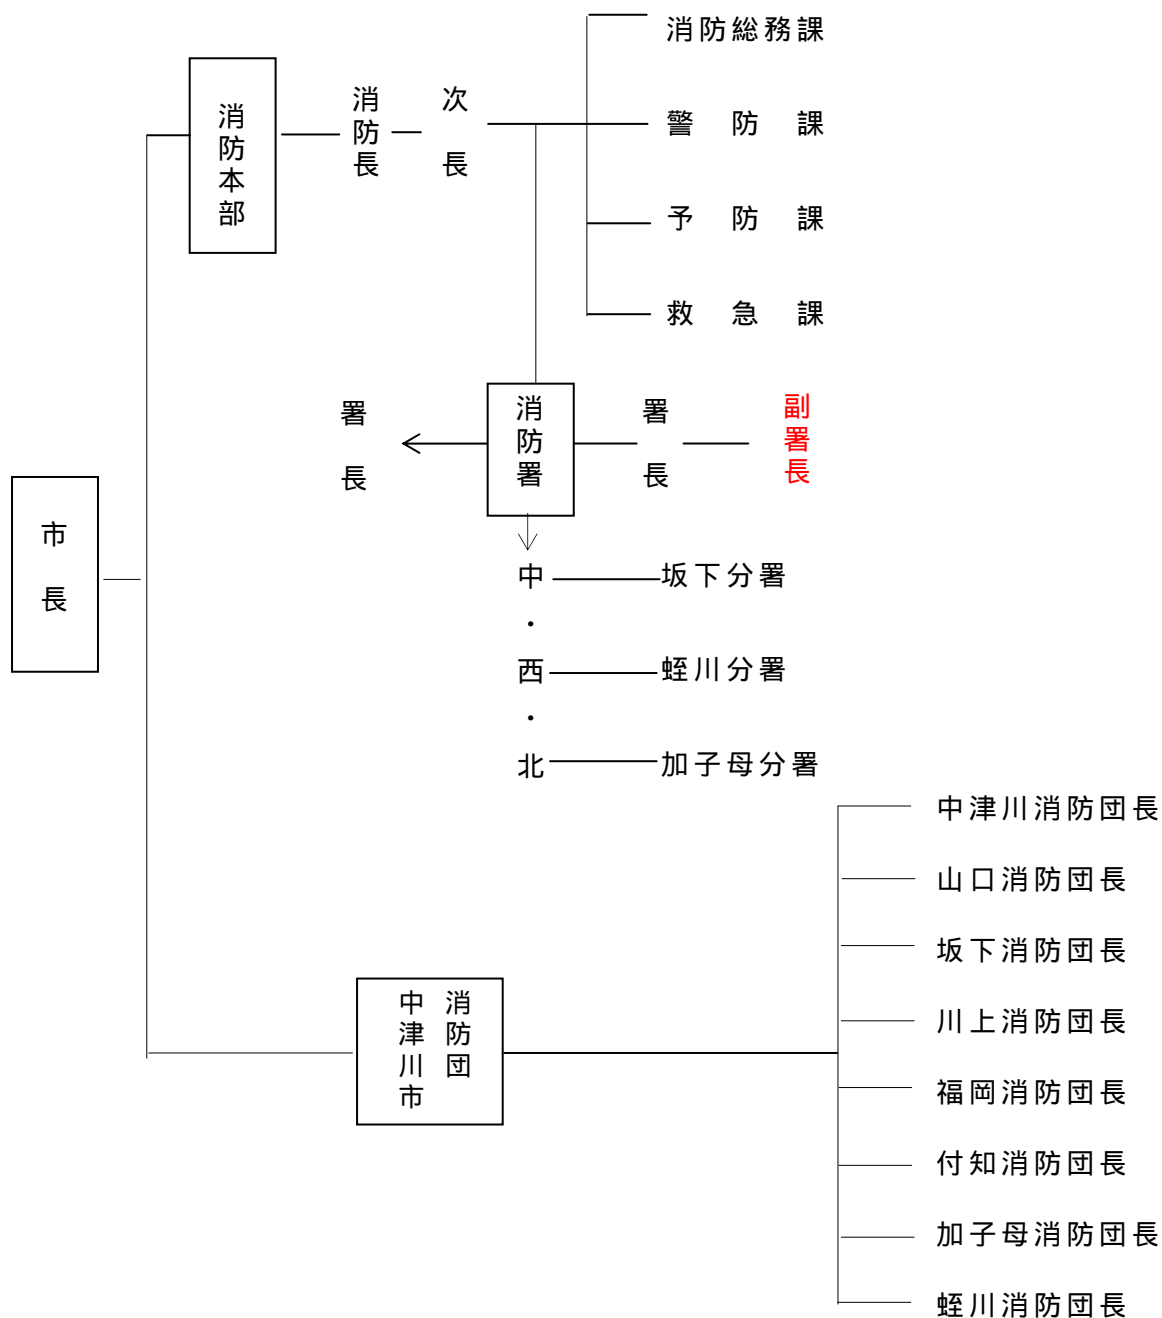 消防総務課
消防本部
消防長
次長
警防課
予防課
救急課
署長
消防署
署長
副署長
市長
中・西・北
坂下分署
蛭川分署
加子母分署
中津川消防団長
山口消防団長
坂下消防団長
川上消防団長
中津川市
消防団
福岡消防団長
付知消防団長
加子母消防団長
蛭川消防団長